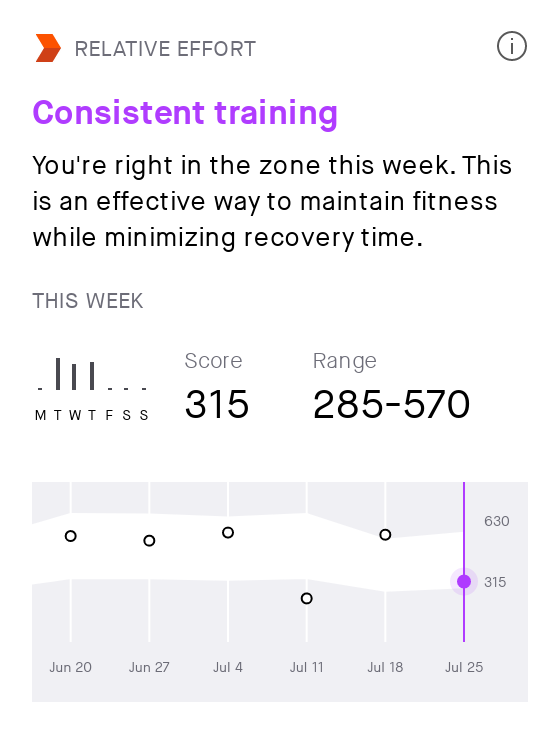 RELATIVE EFFORT
Consistent training
You're right in the zone this week. This
is an effective way to maintain fitness
while minimizing recovery time.
THIS WEEK
M T W T F S S
Score
315
Range
285-570
630
315
Jun 20 Jun 27 Jul 4 Jul 11 Jul 18 Jul 25